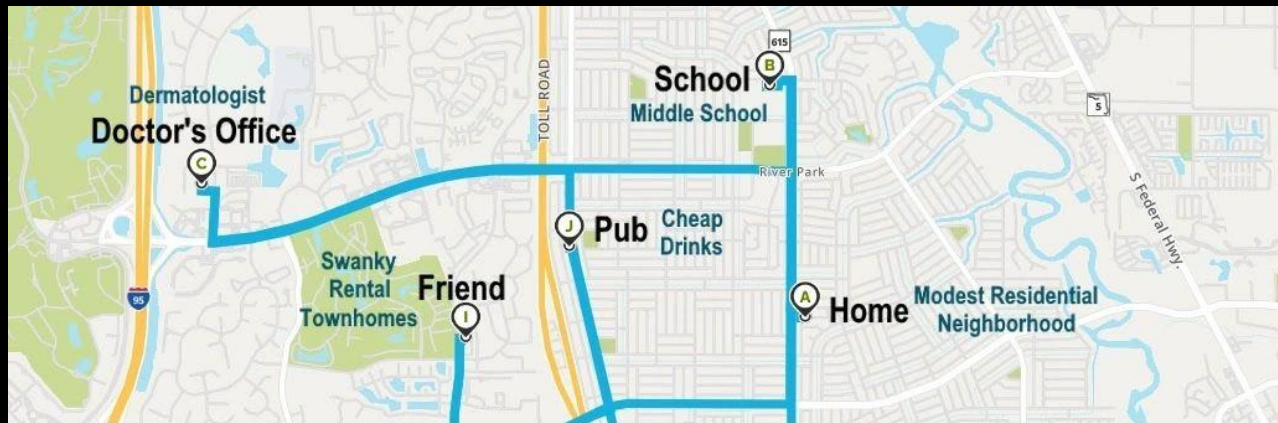 615
B
School
Middle School
Dermatologist
Doctor's Office
C
TOLL ROAD
5
River Park
S Federal Hwy.
J
Pub
Cheap
Drinks
Swanky
Rental
Townhomes
Friend
I
95
A
Home
Modest Residential
Neighborhood